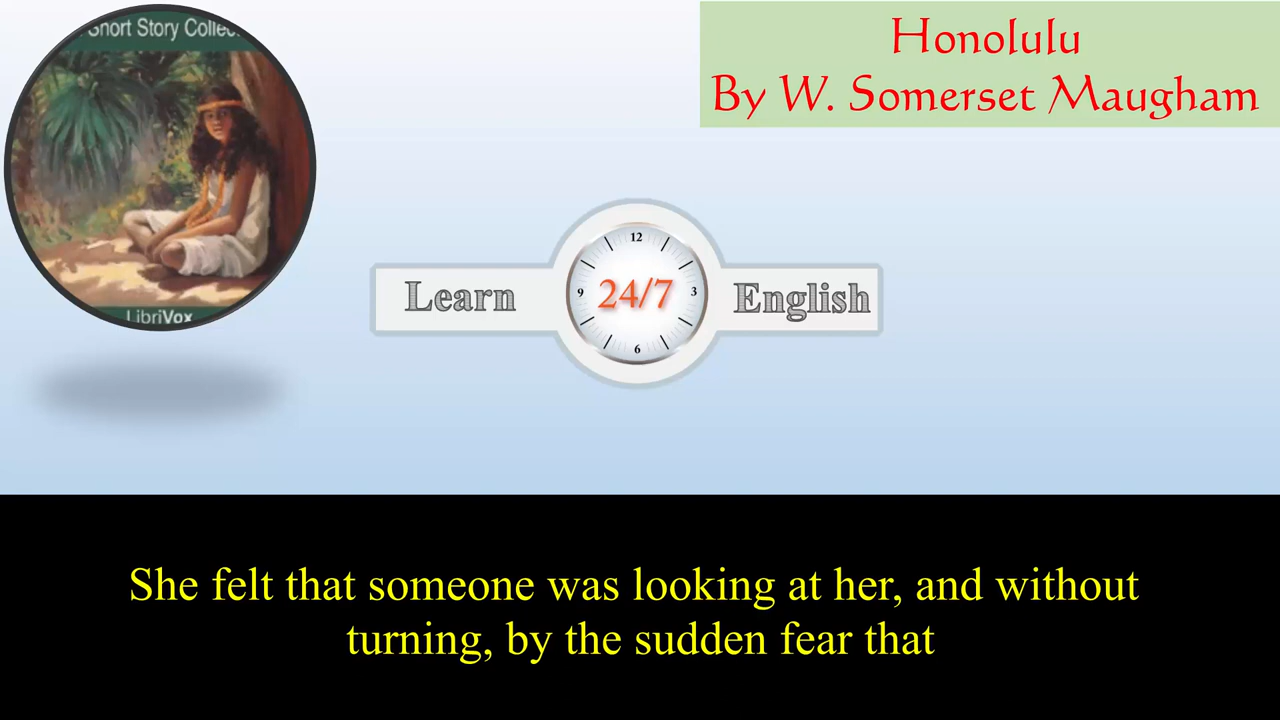 Short Story Collec
LibriVox
Honolulu
By W. Somerset Maugham
Learn 24/7 English
12
9
3
6
She felt that someone was looking at her, and without
turning, by the sudden fear that